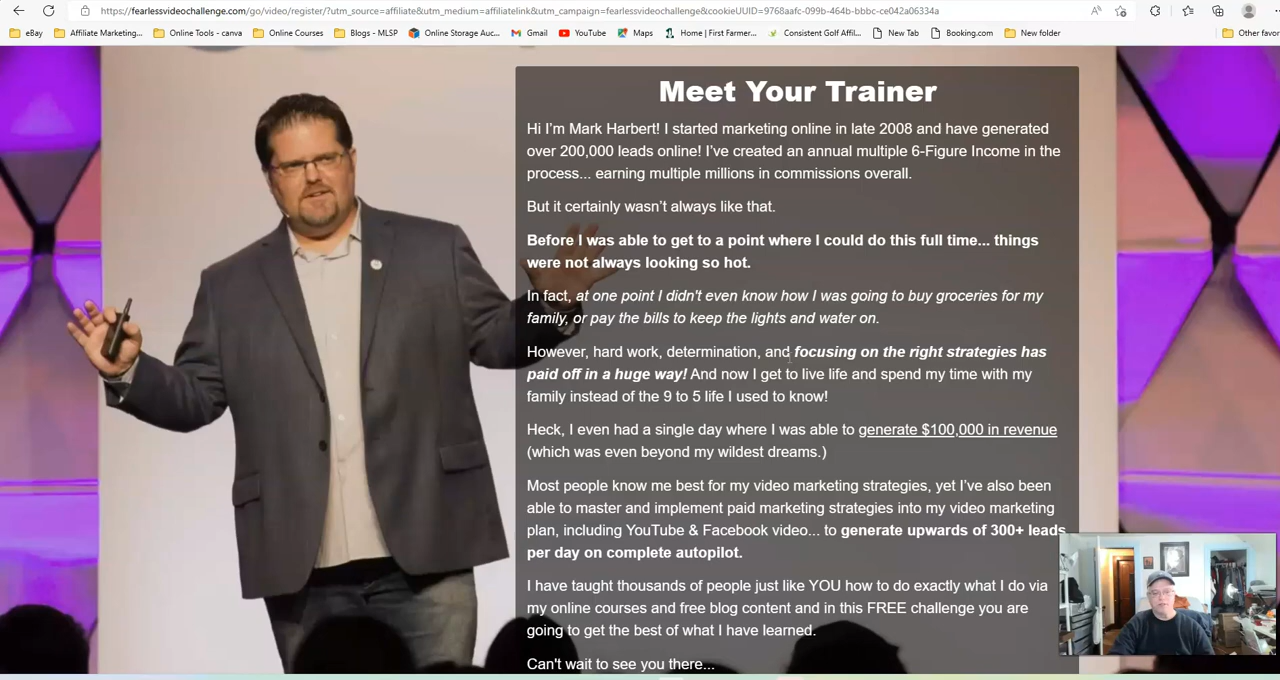 https://fearlessvideochallenge.com/go/video/register/?utm_source=affiliate&utm_medium=affiliatelink&utm_campaign=fearlessvideochallenge&cookieUUID=9768aafc-099b-464b-bbbc-ce042a06334a
eBay Affiliate Marketing... Online Tools - canva Online Courses Blogs - MLSP Online Storage Auc... Gmail YouTube Maps Home | First Farmer... Consistent Golf Affil... New Tab Booking.com New folder Other favor
Meet Your Trainer
Hi I'm Mark Harbert! I started marketing online in late 2008 and have generated
over 200,000 leads online! I've created an annual multiple 6-Figure Income in the
process... earning multiple millions in commissions overall.
But it certainly wasn't always like that.
Before I was able to get to a point where I could do this full time... things
were not always looking so hot.
In fact, at one point I didn't even know how I was going to buy groceries for my
family, or pay the bills to keep the lights and water on.
However, hard work, determination, and focusing on the right strategies has
paid off in a huge way! And now I get to live life and spend my time with my
family instead of the 9 to 5 life I used to know!
Heck, I even had a single day where I was able to generate $100,000 in revenue
(which was even beyond my wildest dreams.)
Most people know me best for my video marketing strategies, yet I've also been
able to master and implement paid marketing strategies into my video marketing
plan, including YouTube & Facebook video... to generate upwards of 300+ leads
per day on complete autopilot.
I have taught thousands of people just like YOU how to do exactly what I do via
my online courses and free blog content and in this FREE challenge you are
going to get the best of what I have learned.
Can't wait to see you there...